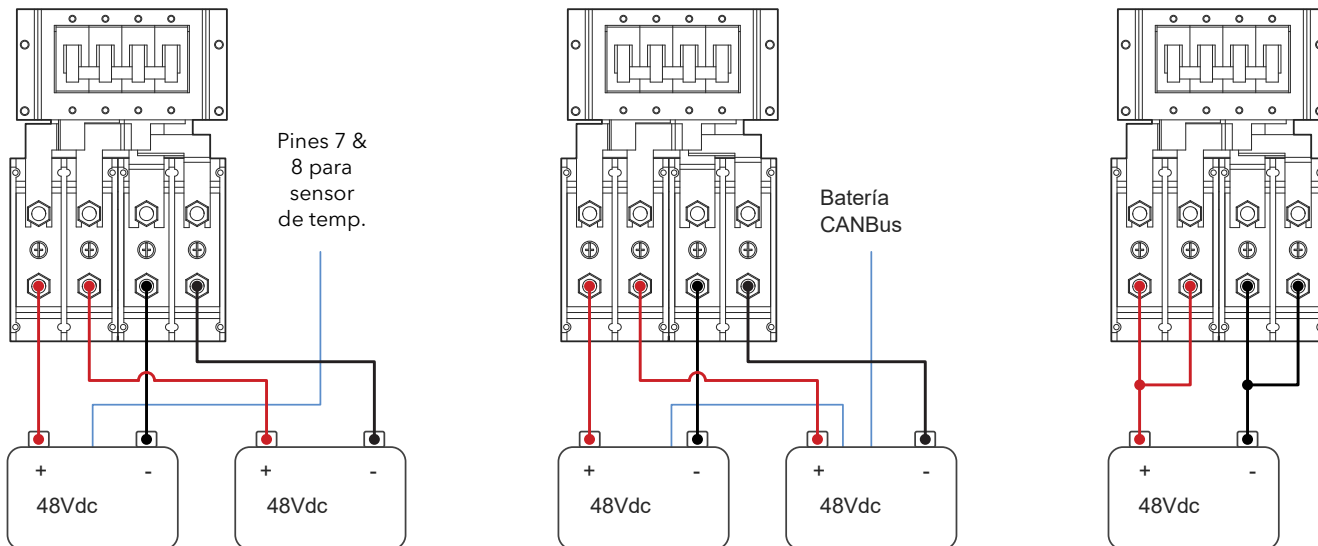 Pines 7 &
8 para
sensor
de temp.
Batería
CANBus
+ -
48Vdc
+ -
48Vdc
+ -
48Vdc
+ -
48Vdc
+ -
48Vdc